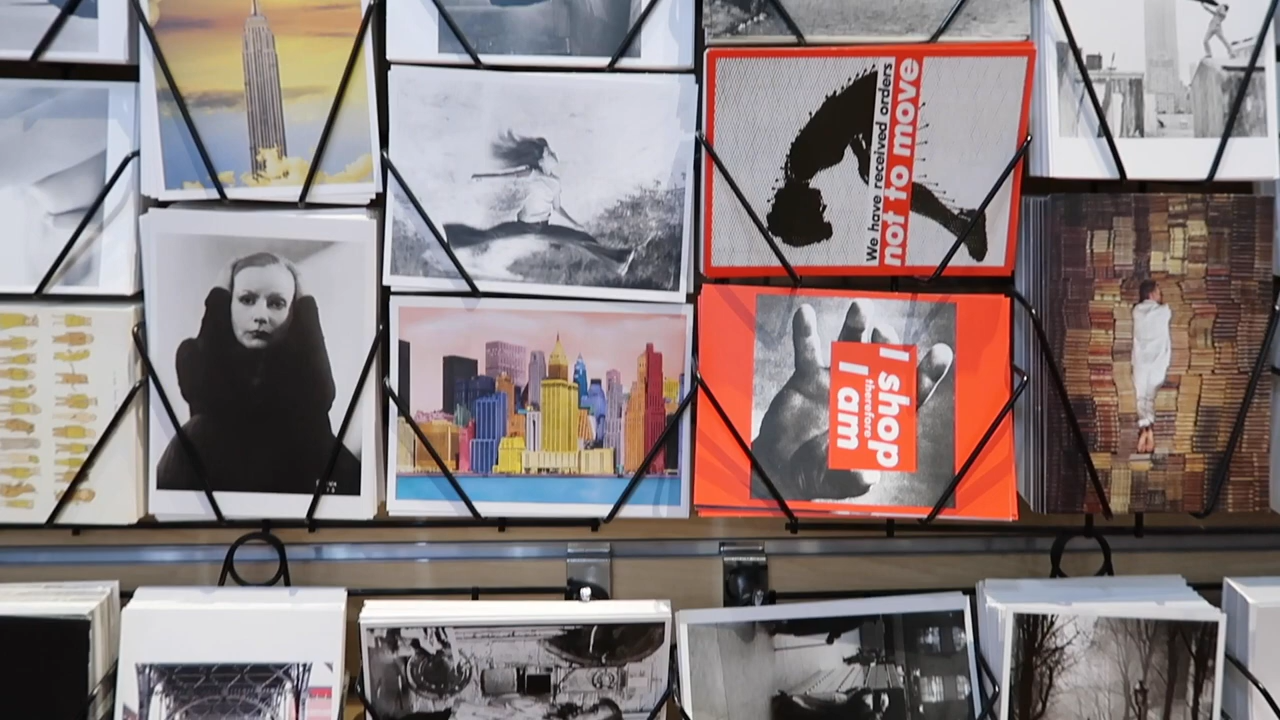 We have received orders
not to move
I shop
therefore
I am